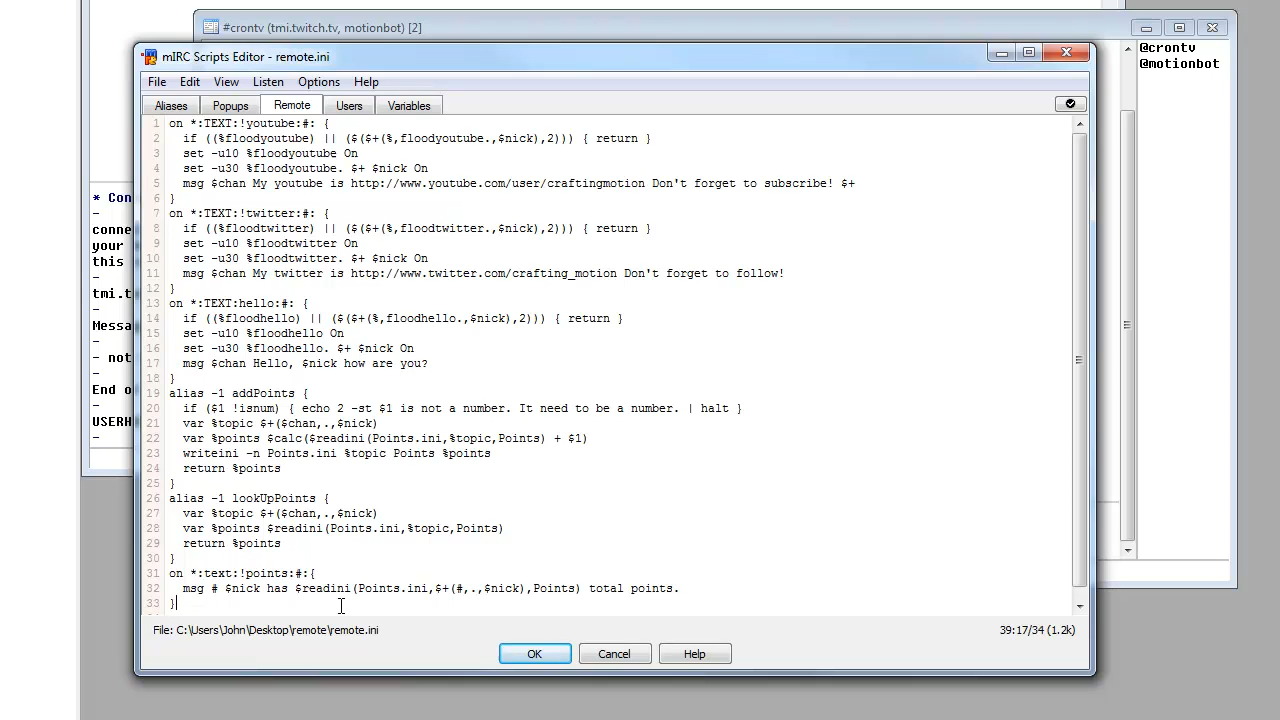 #crontv (tmi.twitch.tv, motionbot) [2]
@crontv
@motionbot
mIRC Scripts Editor - remote.ini
File Edit View Listen Options Help
Aliases Popups Remote Users Variables
1 on *:TEXT:!youtube:#: {
2 if ((%floodyoutube) || ($($+(%,floodyoutube.,$nick),2))) { return }
3 set -u10 %floodyoutube On
4 set -u30 %floodyoutube. $+ $nick On
5 msg $chan My youtube is http://www.youtube.com/user/craftingmotion Don't forget to subscribe! $+
6 }
7 on *:TEXT:!twitter:#: {
8 if ((%floodtwitter) || ($($+(%,floodtwitter.,$nick),2))) { return }
9 set -u10 %floodtwitter On
10 set -u30 %floodtwitter. $+ $nick On
11 msg $chan My twitter is http://www.twitter.com/crafting_motion Don't forget to follow!
12 }
13 on *:TEXT:hello:#: {
14 if ((%floodhello) || ($($+(%,floodhello.,$nick),2))) { return }
15 set -u10 %floodhello On
16 set -u30 %floodhello. $+ $nick On
17 msg $chan Hello, $nick how are you?
18 }
19 alias -1 addPoints {
20 if ($1 !isnum) { echo 2 -st $1 is not a number. It need to be a number. | halt }
21 var %topic $+($chan,.,$nick)
22 var %points $calc($readini(Points.ini,%topic,Points) + $1)
23 writeini -n Points.ini %topic Points %points
24 return %points
25 }
26 alias -1 lookUpPoints {
27 var %topic $+($chan,.,$nick)
28 var %points $readini(Points.ini,%topic,Points)
29 return %points
30 }
31 on *:text:!points:#:{
32 msg # $nick has $readini(Points.ini,$+(#,.,$nick),Points) total points.
33 }
* Con
-
conne
your
this
-
tmi.t
-
Messa
-
- not
-
End o
-
USERH
-
File: C:\Users\John\Desktop\remote\remote.ini
39:17/34 (1.2k)
OK Cancel Help